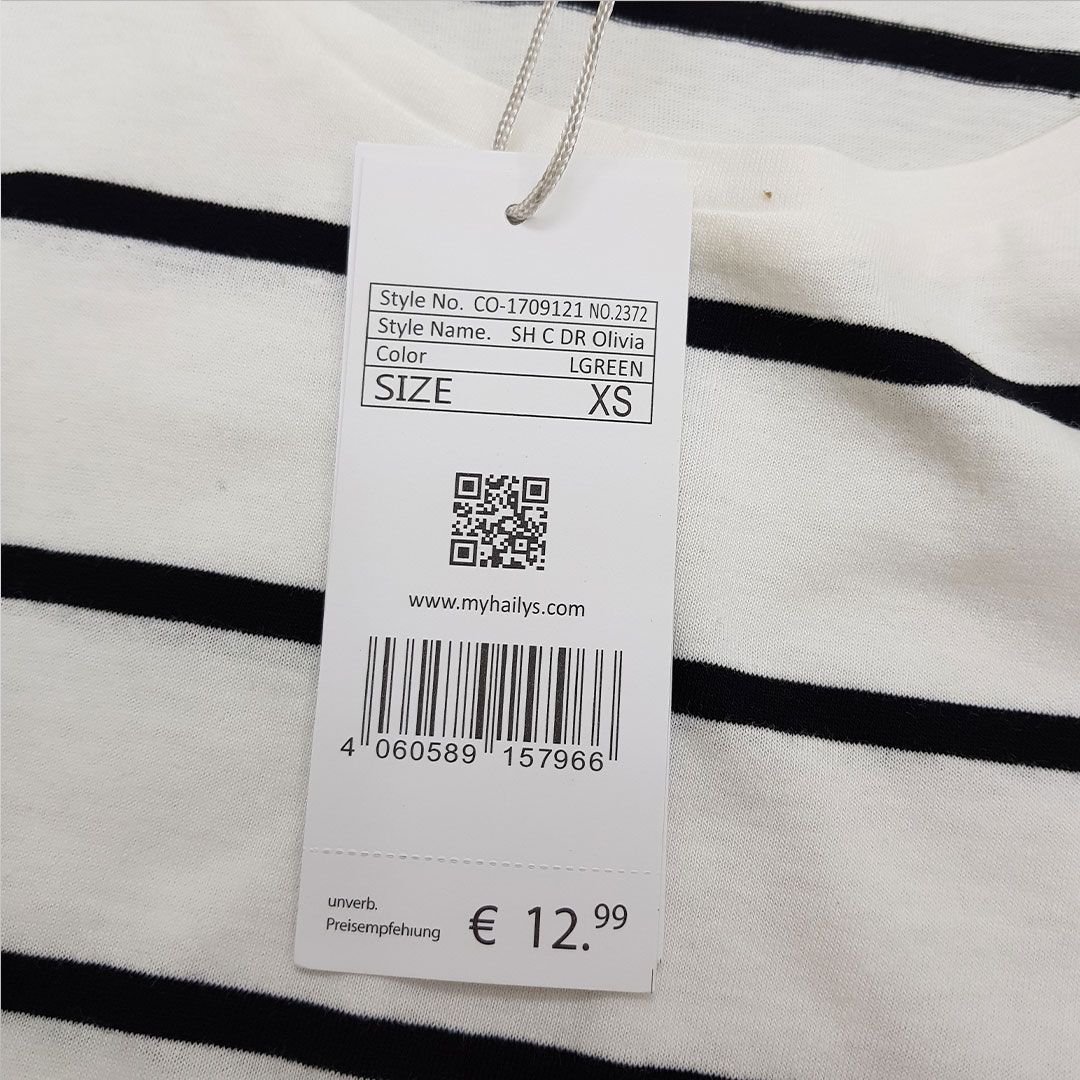 Style No. CO-1709121 NO.2372
Style Name. SH C DR Olivia
Color LGREEN
SIZE XS
www.myhailys.com
4 060589 157966
unverb.
Preisempfehlung € 12.99